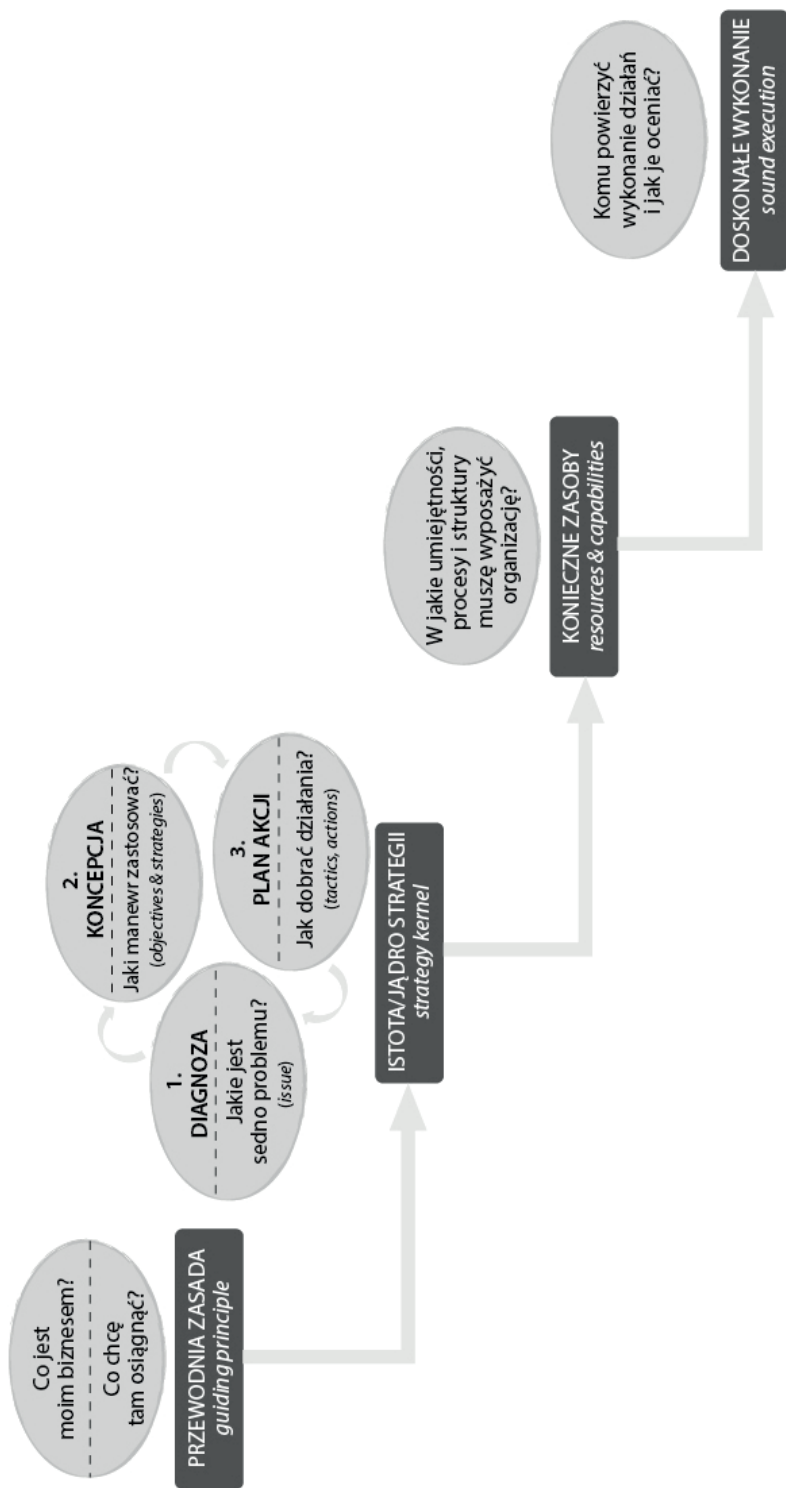 Co jest
moim biznesem?
Co chcę
tam osiągnąć?
PRZEWODNIA ZASADA
guiding principle
1.
DIAGNOZA
Jakie jest
sedno problemu?
(issue)
2.
KONCEPCJA
Jaki manewr zastosować?
(objectives & strategies)
3.
PLAN AKCJI
Jak dobrać działania?
(tactics, actions)
ISTOTA/JĄDRO STRATEGII
strategy kernel
W jakie umiejętności,
procesy i struktury
muszę wyposażyć
organizację?
KONIECZNE ZASOBY
resources & capabilities
Komu powierzyć
wykonanie działań
i jak je oceniać?
DOSKONAŁE WYKONANIE
sound execution